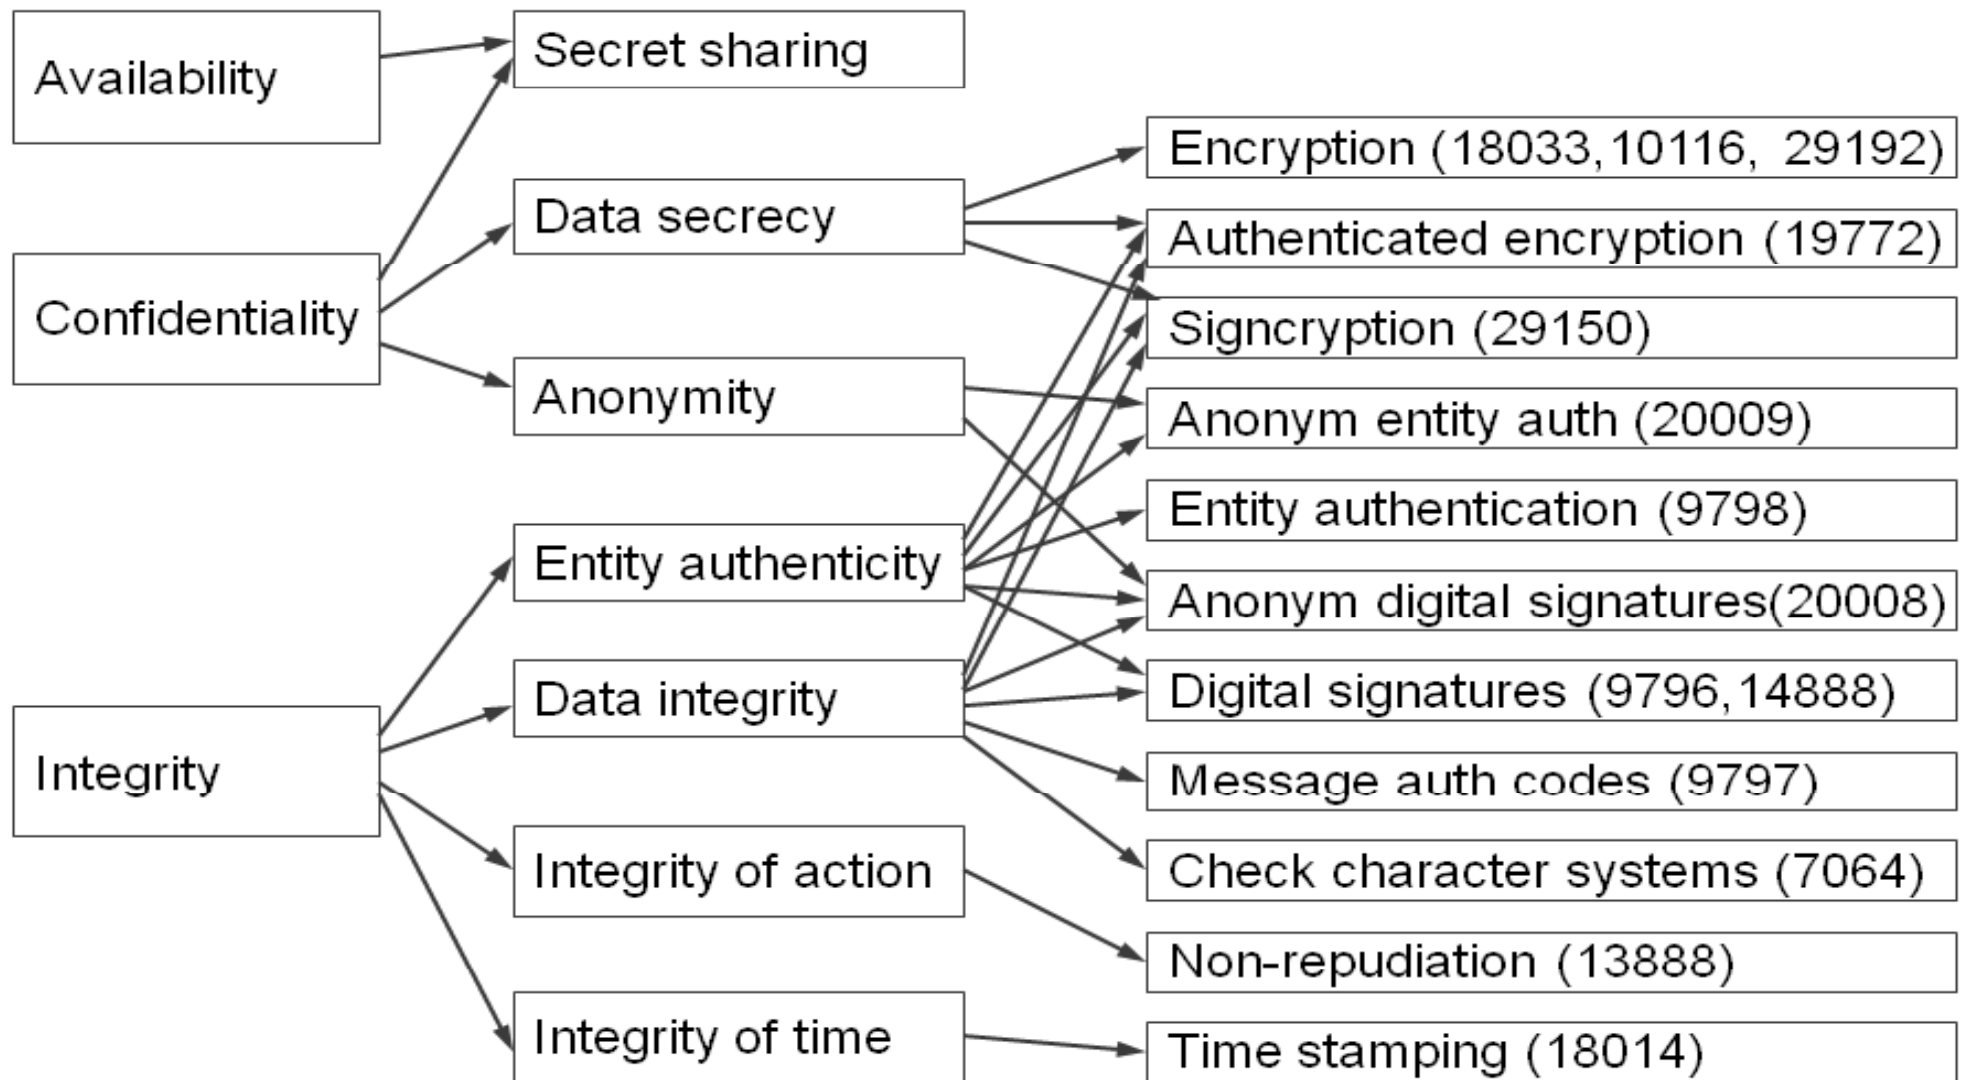 Availability
Confidentiality
Integrity
Secret sharing
Data secrecy
Anonymity
Entity authenticity
Data integrity
Integrity of action
Integrity of time
Encryption (18033,10116, 29192)
Authenticated encryption (19772)
Signcryption (29150)
Anonym entity auth (20009)
Entity authentication (9798)
Anonym digital signatures(20008)
Digital signatures (9796,14888)
Message auth codes (9797)
Check character systems (7064)
Non-repudiation (13888)
Time stamping (18014)